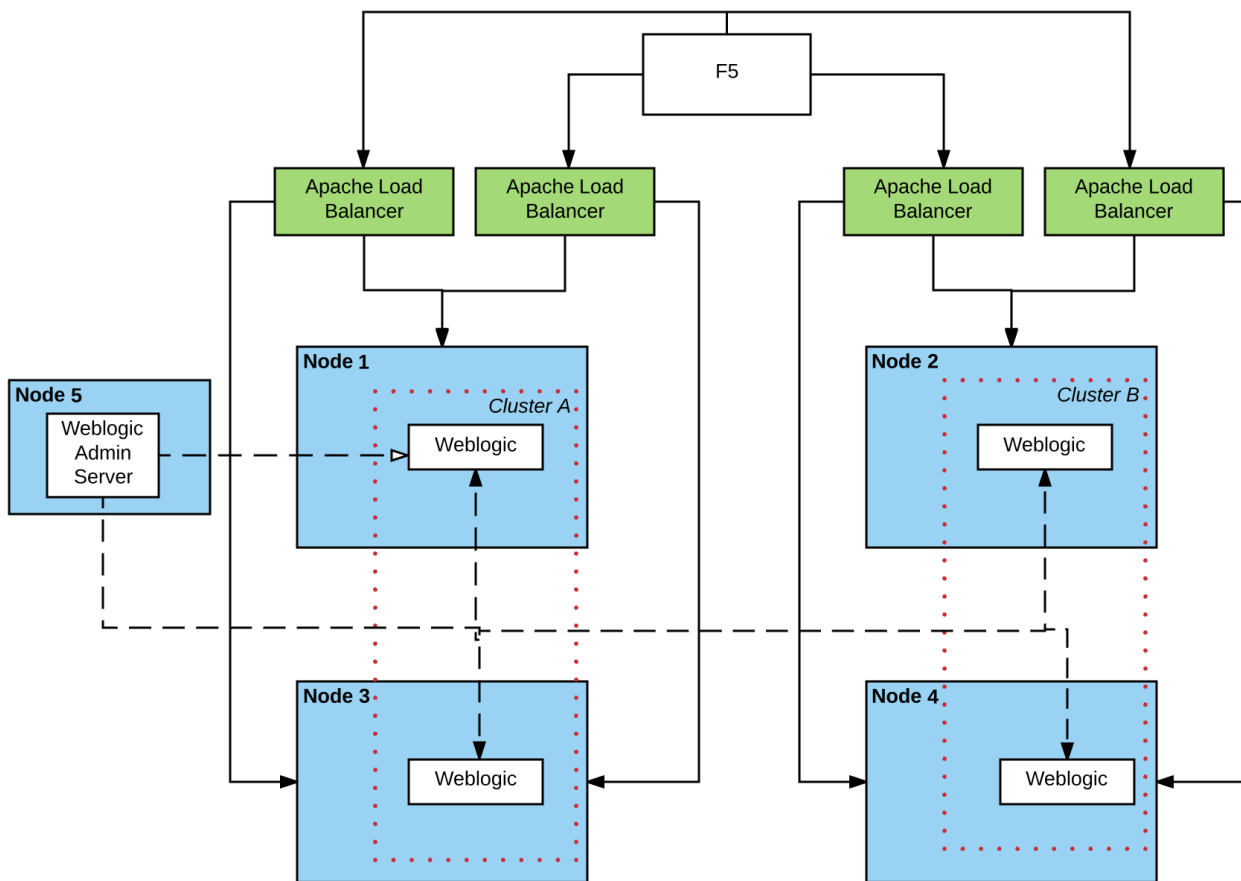 F5
Apache Load
Balancer
Apache Load
Balancer
Apache Load
Balancer
Apache Load
Balancer
Node 1
Cluster A
Weblogic
Node 2
Cluster B
Weblogic
Node 5
Weblogic
Admin
Server
Node 3
Weblogic
Node 4
Weblogic